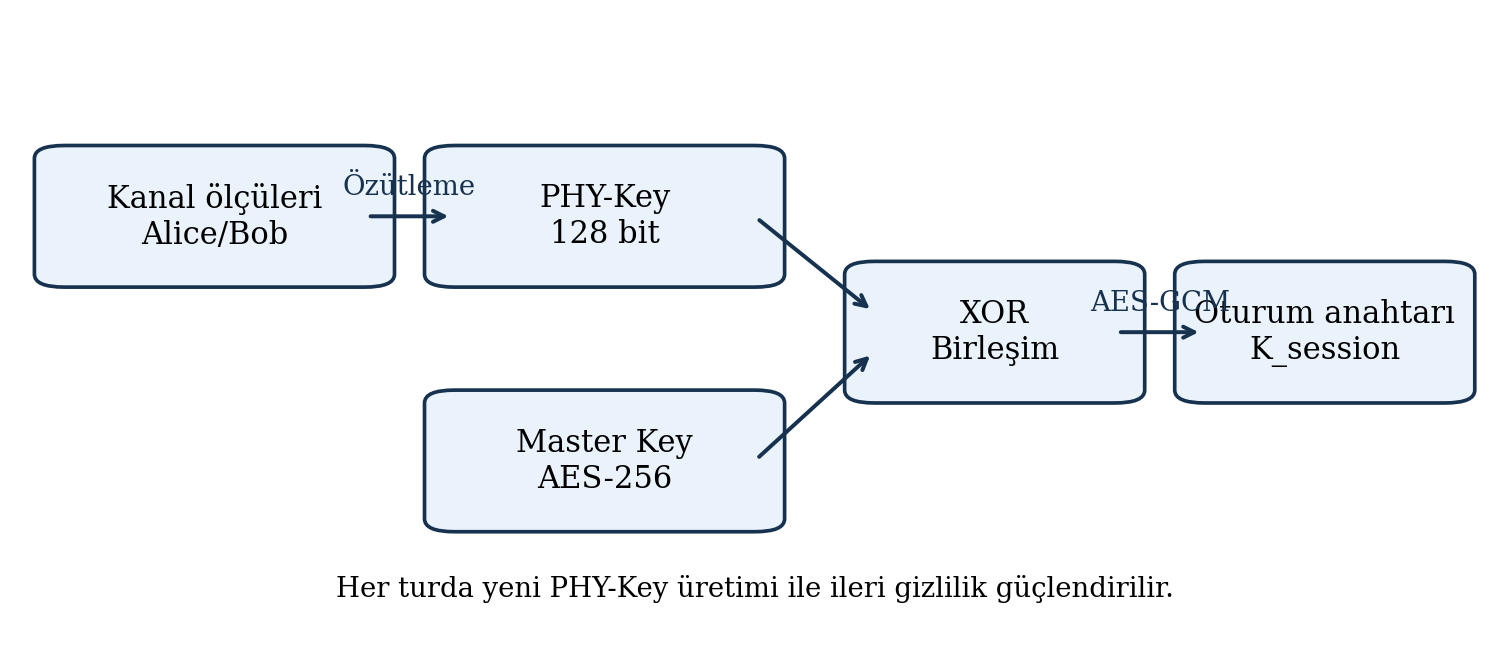 Kanal ölçüleri
Alice/Bob
Özütleme
PHY-Key
128 bit
Master Key
AES-256
XOR
Birleşim
AES-GCM
Oturum anahtarı
K_session
Her turda yeni PHY-Key üretimi ile ileri gizlilik güçlendirilir.